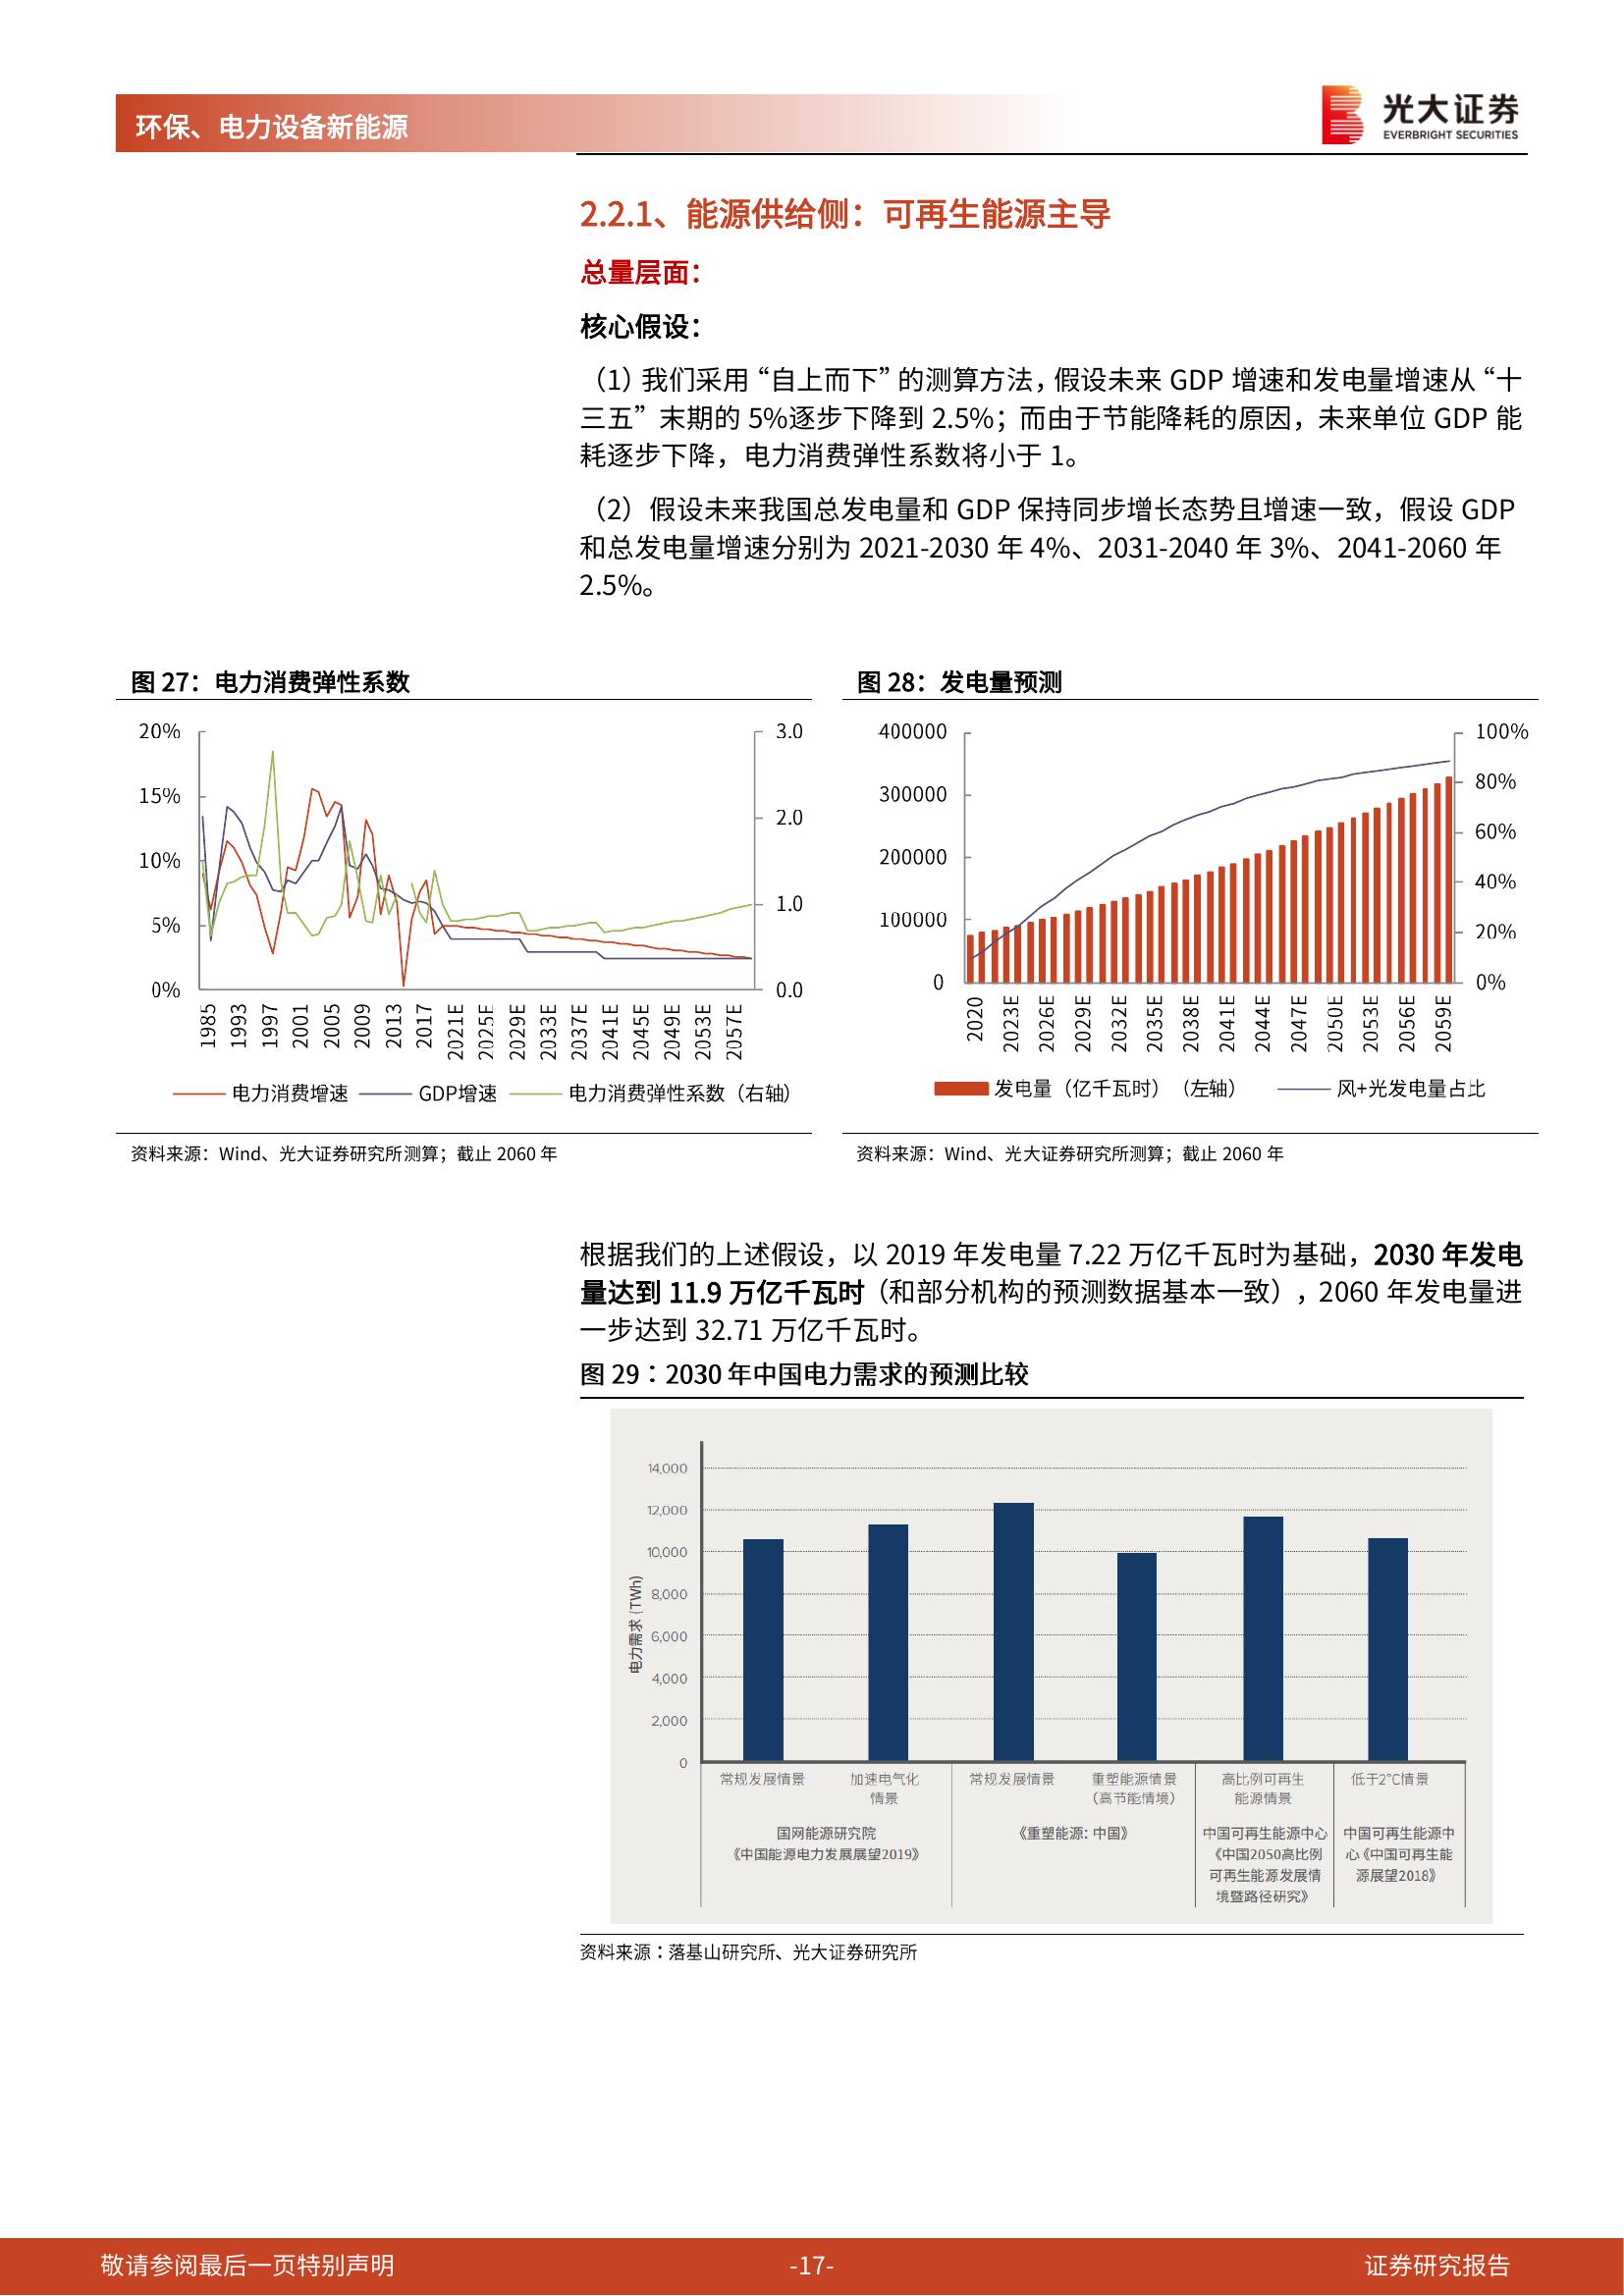 环保、电力设备新能源
光大证券
EVERBRIGHT SECURITIES
2.2.1、能源供给侧：可再生能源主导
总量层面：
核心假设：
（1）我们采用“自上而下”的测算方法，假设未来 GDP 增速和发电量增速从“十
三五”末期的 5%逐步下降到 2.5%；而由于节能降耗的原因，未来单位 GDP 能
耗逐步下降，电力消费弹性系数将小于 1。
（2）假设未来我国总发电量和 GDP 保持同步增长态势且增速一致，假设 GDP
和总发电量增速分别为 2021-2030 年 4%、2031-2040 年 3%、2041-2060 年
2.5%。
图 27：电力消费弹性系数
20%
15%
10%
5%
0%
3.0
2.0
1.0
0.0
1985
1993
1997
2001
2005
2009
2013
2017
2021E
2025E
2029E
2033E
2037E
2041E
2045E
2049E
2053E
2057E
电力消费增速
GDP增速
电力消费弹性系数（右轴）
资料来源：Wind、光大证券研究所测算；截止 2060 年
图 28：发电量预测
400000
300000
200000
100000
0
100%
80%
60%
40%
20%
0%
2020
2023E
2026E
2029E
2032E
2035E
2038E
2041E
2044E
2047E
2050E
2053E
2056E
2059E
发电量（亿千瓦时）（左轴）
风+光发电量占比
资料来源：Wind、光大证券研究所测算；截止 2060 年
根据我们的上述假设，以 2019 年发电量 7.22 万亿千瓦时为基础，2030 年发电
量达到 11.9 万亿千瓦时（和部分机构的预测数据基本一致），2060 年发电量进
一步达到 32.71 万亿千瓦时。
图 29：2030 年中国电力需求的预测比较
电力需求 (TWh)
14,000
12,000
10,000
8,000
6,000
4,000
2,000
0
常规发展情景
加速电气化
情景
常规发展情景
重塑能源情景
（高节能情境）
高比例可再生
能源情景
低于2°C情景
国网能源研究院
《中国能源电力发展展望2019》
《重塑能源: 中国》
中国可再生能源中心
《中国2050高比例
可再生能源发展情
境暨路径研究》
中国可再生能源中
心《中国可再生能
源展望2018》
资料来源：落基山研究所、光大证券研究所
敬请参阅最后一页特别声明
-17-
证券研究报告